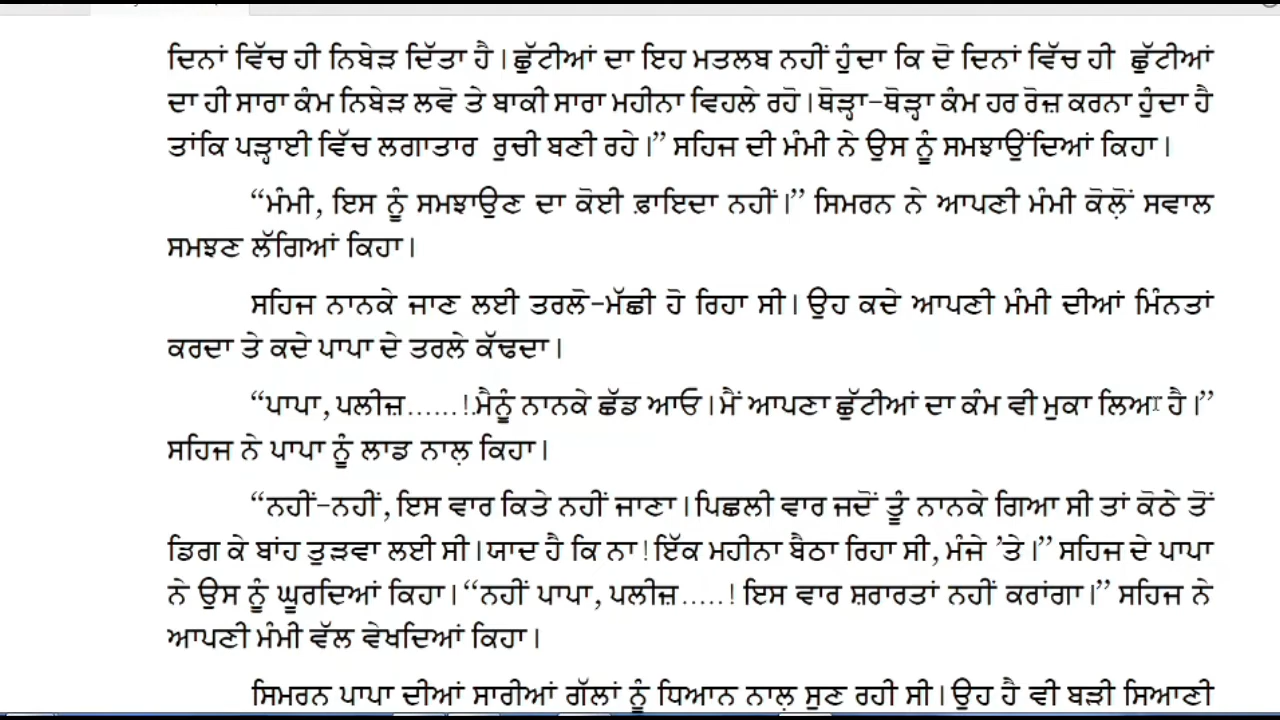 ਦਿਨਾਂ ਵਿੱਚ ਹੀ ਨਿਬੇੜ ਦਿੱਤਾ ਹੈ। ਛੁੱਟੀਆਂ ਦਾ ਇਹ ਮਤਲਬ ਨਹੀਂ ਹੁੰਦਾ ਕਿ ਦੋ ਦਿਨਾਂ ਵਿੱਚ ਹੀ ਛੁੱਟੀਆਂ
ਦਾ ਹੀ ਸਾਰਾ ਕੰਮ ਨਿਬੇੜ ਲਵੋ ਤੇ ਬਾਕੀ ਸਾਰਾ ਮਹੀਨਾ ਵਿਹਲੇ ਰਹੋ। ਥੋੜ੍ਹਾ-ਥੋੜ੍ਹਾ ਕੰਮ ਹਰ ਰੋਜ਼ ਕਰਨਾ ਹੁੰਦਾ ਹੈ
ਤਾਂਕਿ ਪੜ੍ਹਾਈ ਵਿੱਚ ਲਗਾਤਾਰ ਰੁਚੀ ਬਣੀ ਰਹੇ।” ਸਹਿਜ ਦੀ ਮੰਮੀ ਨੇ ਉਸ ਨੂੰ ਸਮਝਾਉਂਦਿਆਂ ਕਿਹਾ।
“ਮੰਮੀ, ਇਸ ਨੂੰ ਸਮਝਾਉਣ ਦਾ ਕੋਈ ਫ਼ਾਇਦਾ ਨਹੀਂ।” ਸਿਮਰਨ ਨੇ ਆਪਣੀ ਮੰਮੀ ਕੋਲ਼ੋਂ ਸਵਾਲ
ਸਮਝਣ ਲੱਗਿਆਂ ਕਿਹਾ।
ਸਹਿਜ ਨਾਨਕੇ ਜਾਣ ਲਈ ਤਰਲੋ-ਮੱਛੀ ਹੋ ਰਿਹਾ ਸੀ। ਉਹ ਕਦੇ ਆਪਣੀ ਮੰਮੀ ਦੀਆਂ ਮਿੰਨਤਾਂ
ਕਰਦਾ ਤੇ ਕਦੇ ਪਾਪਾ ਦੇ ਤਰਲੇ ਕੱਢਦਾ।
“ਪਾਪਾ, ਪਲੀਜ਼......!.ਮੈਨੂੰ ਨਾਨਕੇ ਛੱਡ ਆਓ। ਮੈਂ ਆਪਣਾ ਛੁੱਟੀਆਂ ਦਾ ਕੰਮ ਵੀ ਮੁਕਾ ਲਿਆ ਹੈ।”
ਸਹਿਜ ਨੇ ਪਾਪਾ ਨੂੰ ਲਾਡ ਨਾਲ਼ ਕਿਹਾ।
“ਨਹੀਂ-ਨਹੀਂ, ਇਸ ਵਾਰ ਕਿਤੇ ਨਹੀਂ ਜਾਣਾ। ਪਿਛਲੀ ਵਾਰ ਜਦੋਂ ਤੂੰ ਨਾਨਕੇ ਗਿਆ ਸੀ ਤਾਂ ਕੋਠੇ ਤੋਂ
ਡਿਗ ਕੇ ਬਾਂਹ ਤੁੜਵਾ ਲਈ ਸੀ। ਯਾਦ ਹੈ ਕਿ ਨਾ! ਇੱਕ ਮਹੀਨਾ ਬੈਠਾ ਰਿਹਾ ਸੀ, ਮੰਜੇ ’ਤੇ।” ਸਹਿਜ ਦੇ ਪਾਪਾ
ਨੇ ਉਸ ਨੂੰ ਘੂਰਦਿਆਂ ਕਿਹਾ। “ਨਹੀਂ ਪਾਪਾ, ਪਲੀਜ਼.....! ਇਸ ਵਾਰ ਸ਼ਰਾਰਤਾਂ ਨਹੀਂ ਕਰਾਂਗਾ।” ਸਹਿਜ ਨੇ
ਆਪਣੀ ਮੰਮੀ ਵੱਲ ਵੇਖਦਿਆਂ ਕਿਹਾ।
ਸਿਮਰਨ ਪਾਪਾ ਦੀਆਂ ਸਾਰੀਆਂ ਗੱਲਾਂ ਨੂੰ ਧਿਆਨ ਨਾਲ਼ ਸੁਣ ਰਹੀ ਸੀ। ਉਹ ਹੈ ਵੀ ਬੜੀ ਸਿਆਣੀ